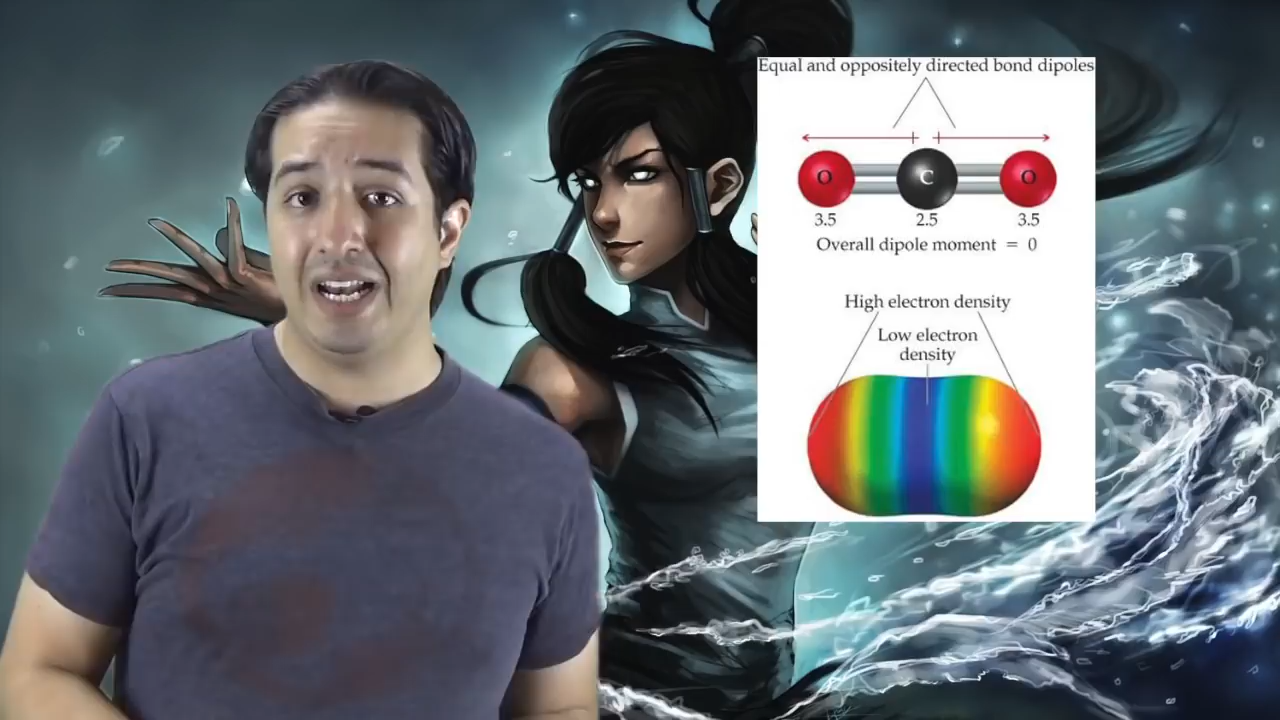 Equal and oppositely directed bond dipoles
O C O
3.5 2.5 3.5
Overall dipole moment = 0
High electron density
Low electron
density